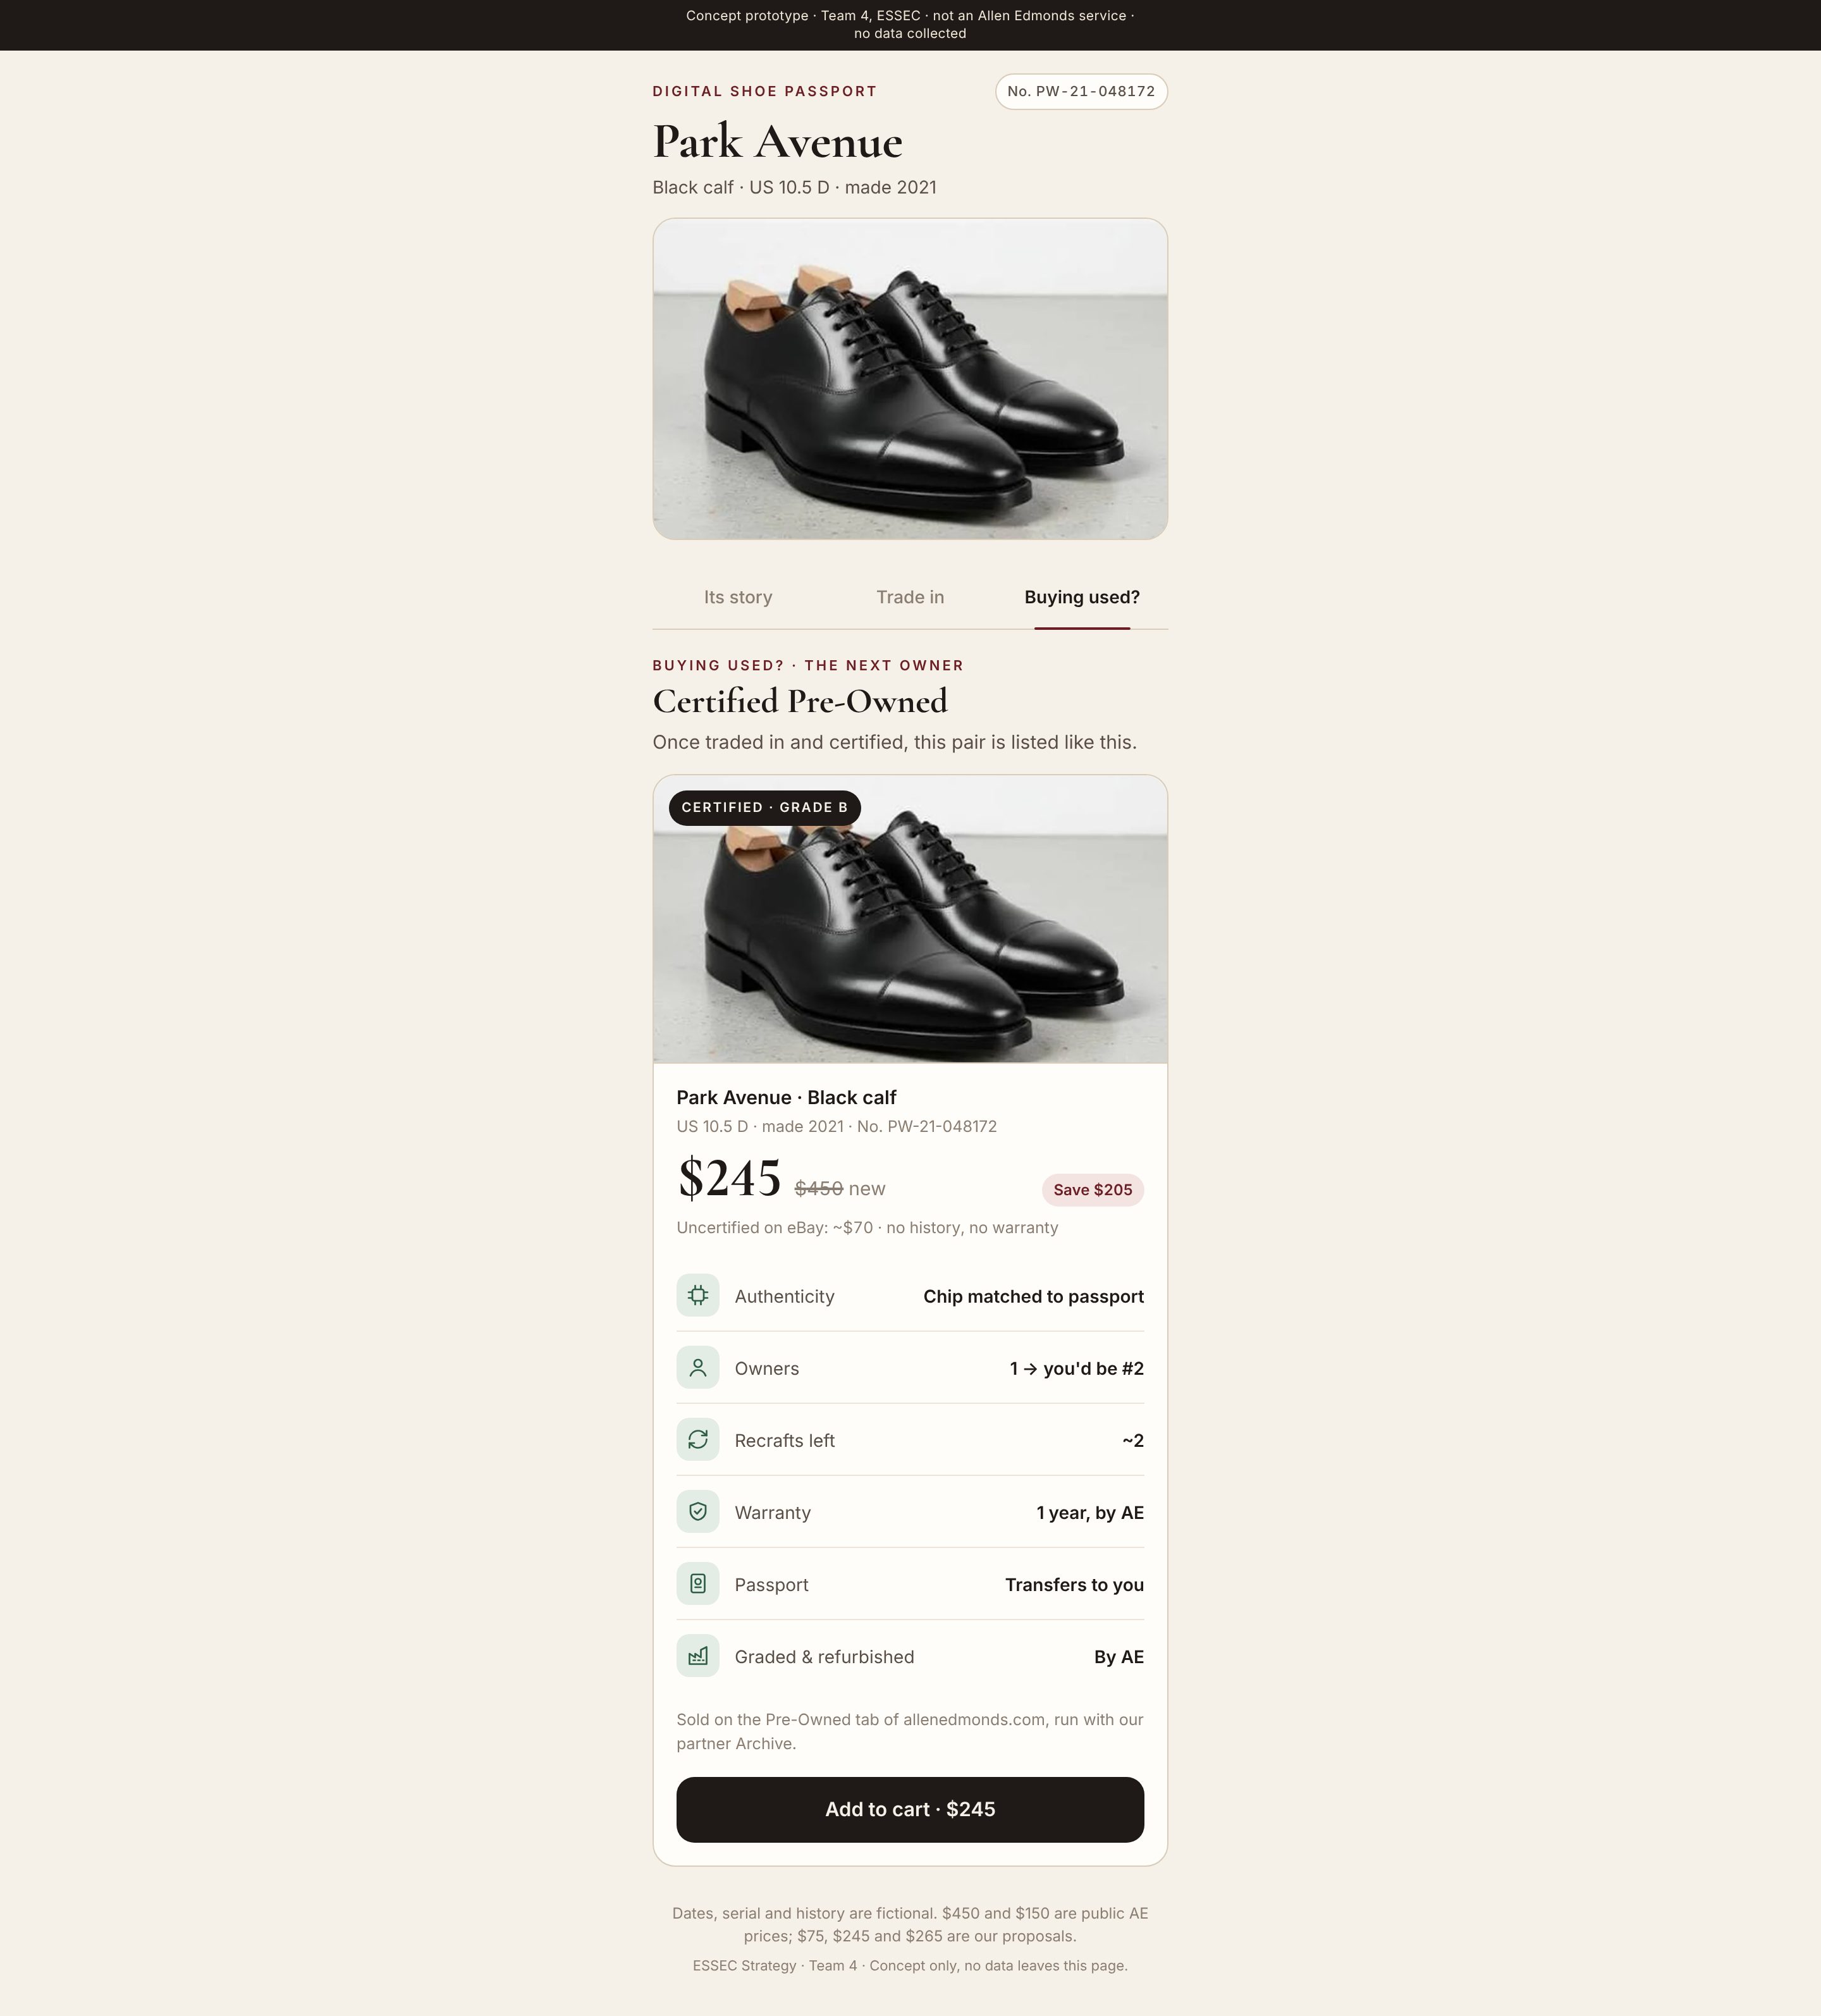 Concept prototype · Team 4, ESSEC · not an Allen Edmonds service ·
no data collected
DIGITAL SHOE PASSPORT
No. PW-21-048172
Park Avenue
Black calf · US 10.5 D · made 2021
Its story
Trade in
Buying used?
BUYING USED? · THE NEXT OWNER
Certified Pre-Owned
Once traded in and certified, this pair is listed like this.
CERTIFIED · GRADE B
Park Avenue · Black calf
US 10.5 D · made 2021 · No. PW-21-048172
$245 $450 new
Save $205
Uncertified on eBay: ~$70 · no history, no warranty
Authenticity
Chip matched to passport
Owners
1 → you'd be #2
Recrafts left
~2
Warranty
1 year, by AE
Passport
Transfers to you
Graded & refurbished
By AE
Sold on the Pre-Owned tab of allenedmonds.com, run with our
partner Archive.
Add to cart · $245
Dates, serial and history are fictional. $450 and $150 are public AE
prices; $75, $245 and $265 are our proposals.
ESSEC Strategy · Team 4 · Concept only, no data leaves this page.